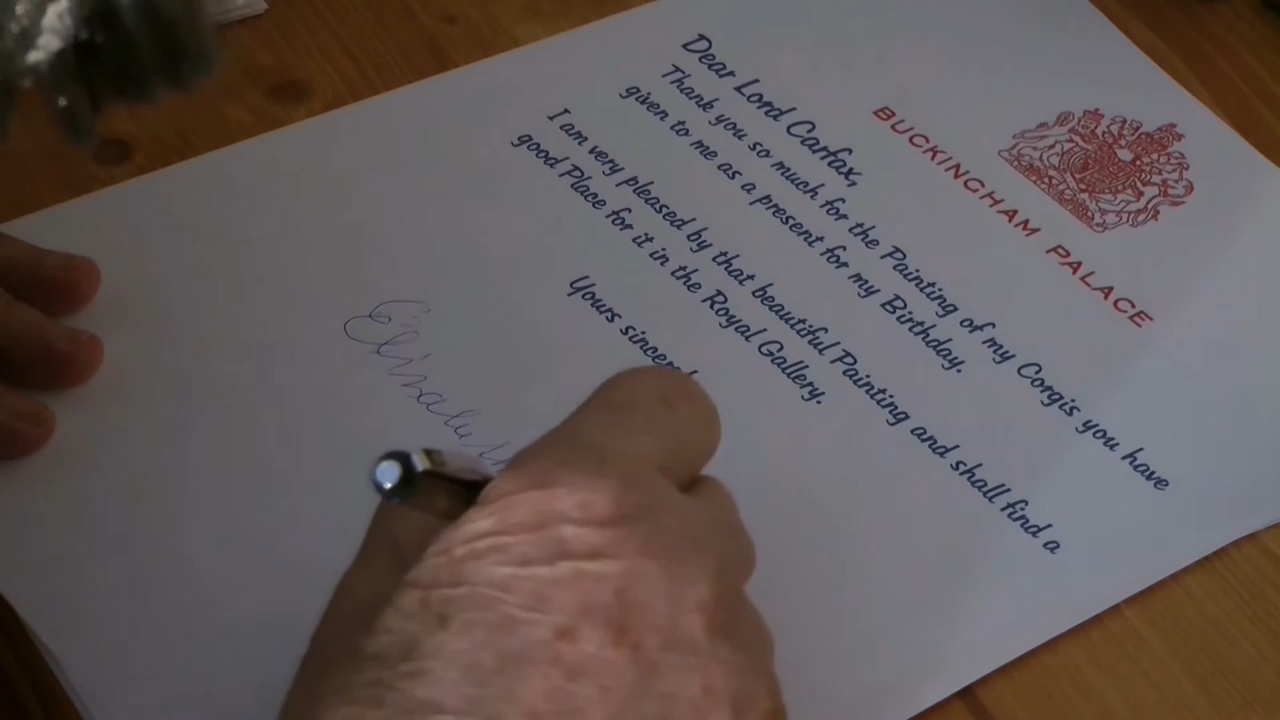 BUCKINGHAM PALACE
Dear Lord Carfax,
Thank you so much for the Painting of my Corgis you have
given to me as a present for my Birthday.
I am very pleased by that beautiful Painting and shall find a
good Place for it in the Royal Gallery.
Yours